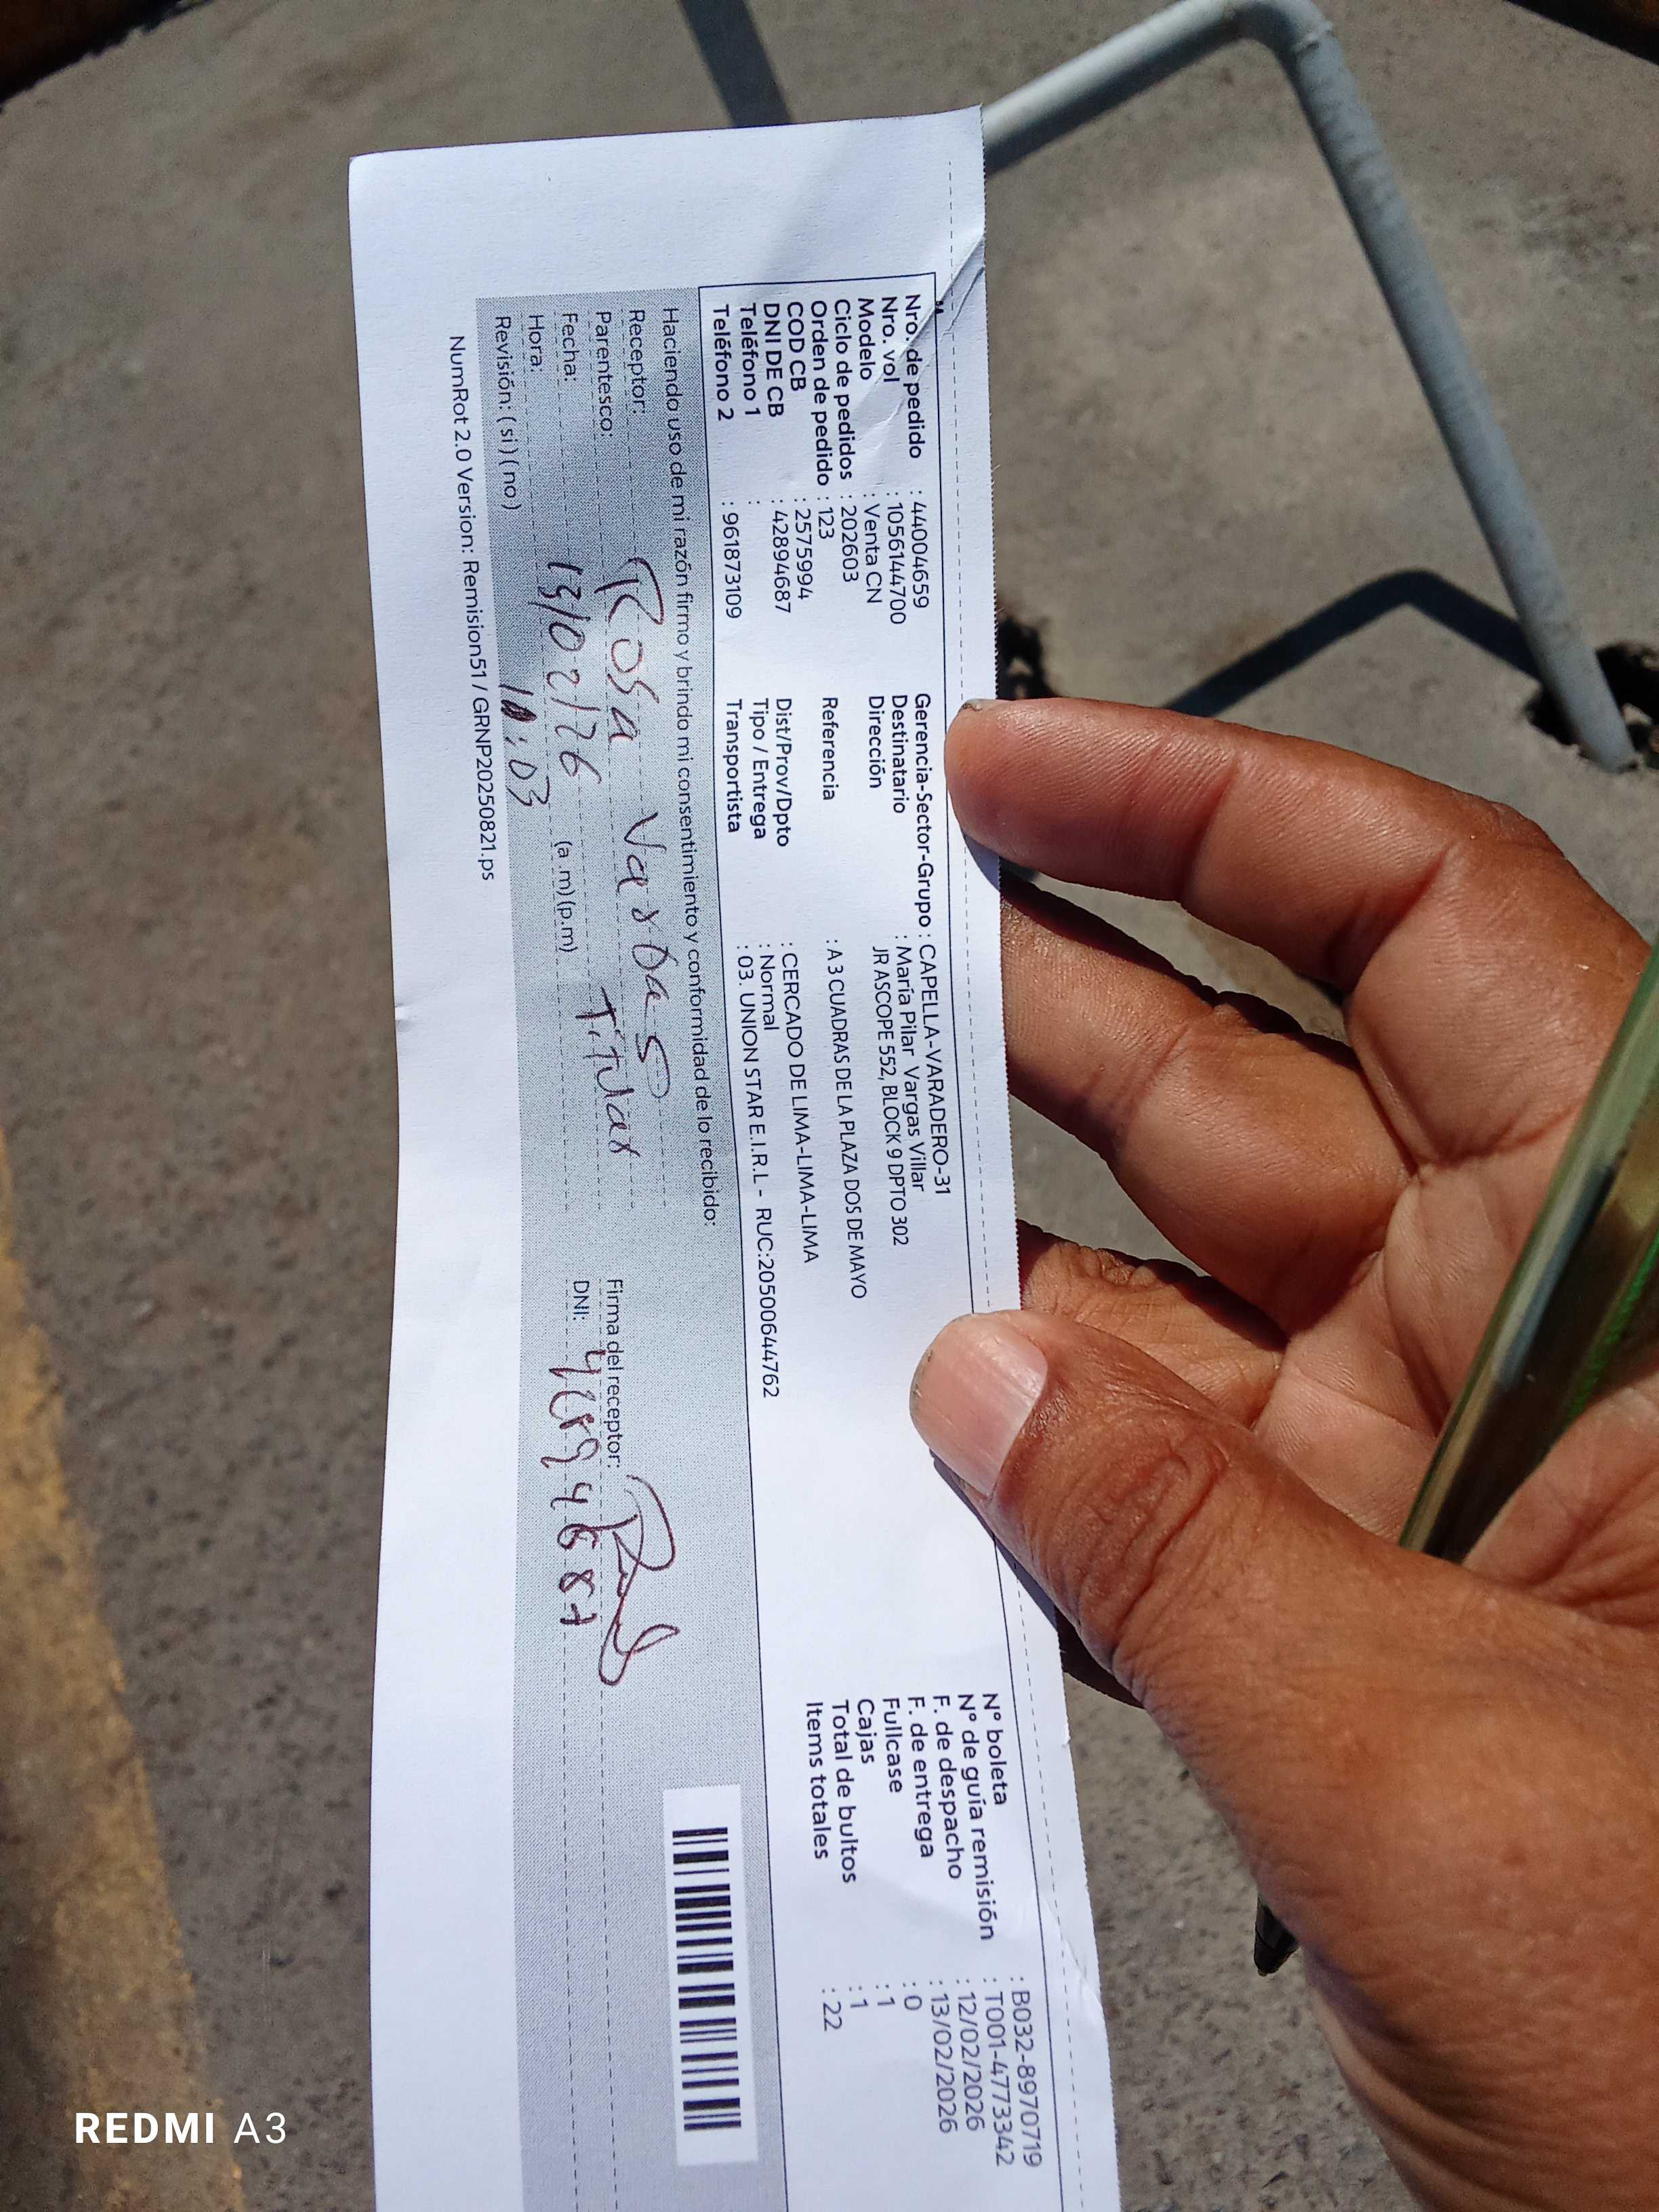 Nro. de pedido : 44004659
Nro. vol : 1056144700
Modelo : Venta CN
Ciclo de pedidos : 202603
Orden de pedido : 123
COD CB : 2575994
DNI DE CB : 42894687
Teléfono 1 :
Teléfono 2 : 961873109
Gerencia-Sector-Grupo : CAPELLA-VARADERO-31
Destinatario : María Pilar Vargas Villar
Dirección JR ASCOPE 552, BLOCK 9 DPTO 302
Referencia : A 3 CUADRAS DE LA PLAZA DOS DE MAYO
Dist/Prov/Dpto : CERCADO DE LIMA-LIMA-LIMA
Tipo / Entrega : Normal
Transportista : 03. UNION STAR E.I.R.L - RUC:20500644762
N° boleta : B032-8970719
N° de guía remisión : T001-4773342
F. de despacho : 12/02/2026
F. de entrega : 13/02/2026
Fullcase : 0
Cajas : 1
Total de bultos : 1
Items totales : 22
Haciendo uso de mi razón firmo y brindo mi consentimiento y conformidad de lo recibido:
Receptor: Rosa Vargas
Parentesco: Titular
Fecha: 13/02/26
Hora: 10:03 (a .m) (p.m)
Revisión: ( si ) ( no )
Firma del receptor:
DNI: 42894687
NumRot 2.0 Version: Remision51 / GRNP20250821.ps
REDMI A3